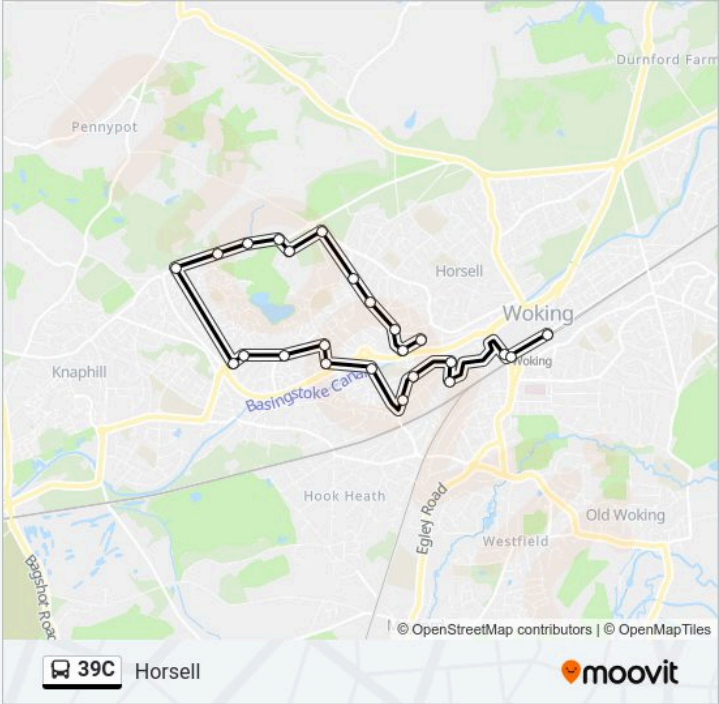 Durnford Farm
Pennypot
Horsell
Woking
Woking
Knaphill
Basingstoke Canal
Hook Heath
Egley Road
Old Woking
Westfield
Bagshot Road
© OpenStreetMap contributors | © OpenMapTiles
39C Horsell
moovit